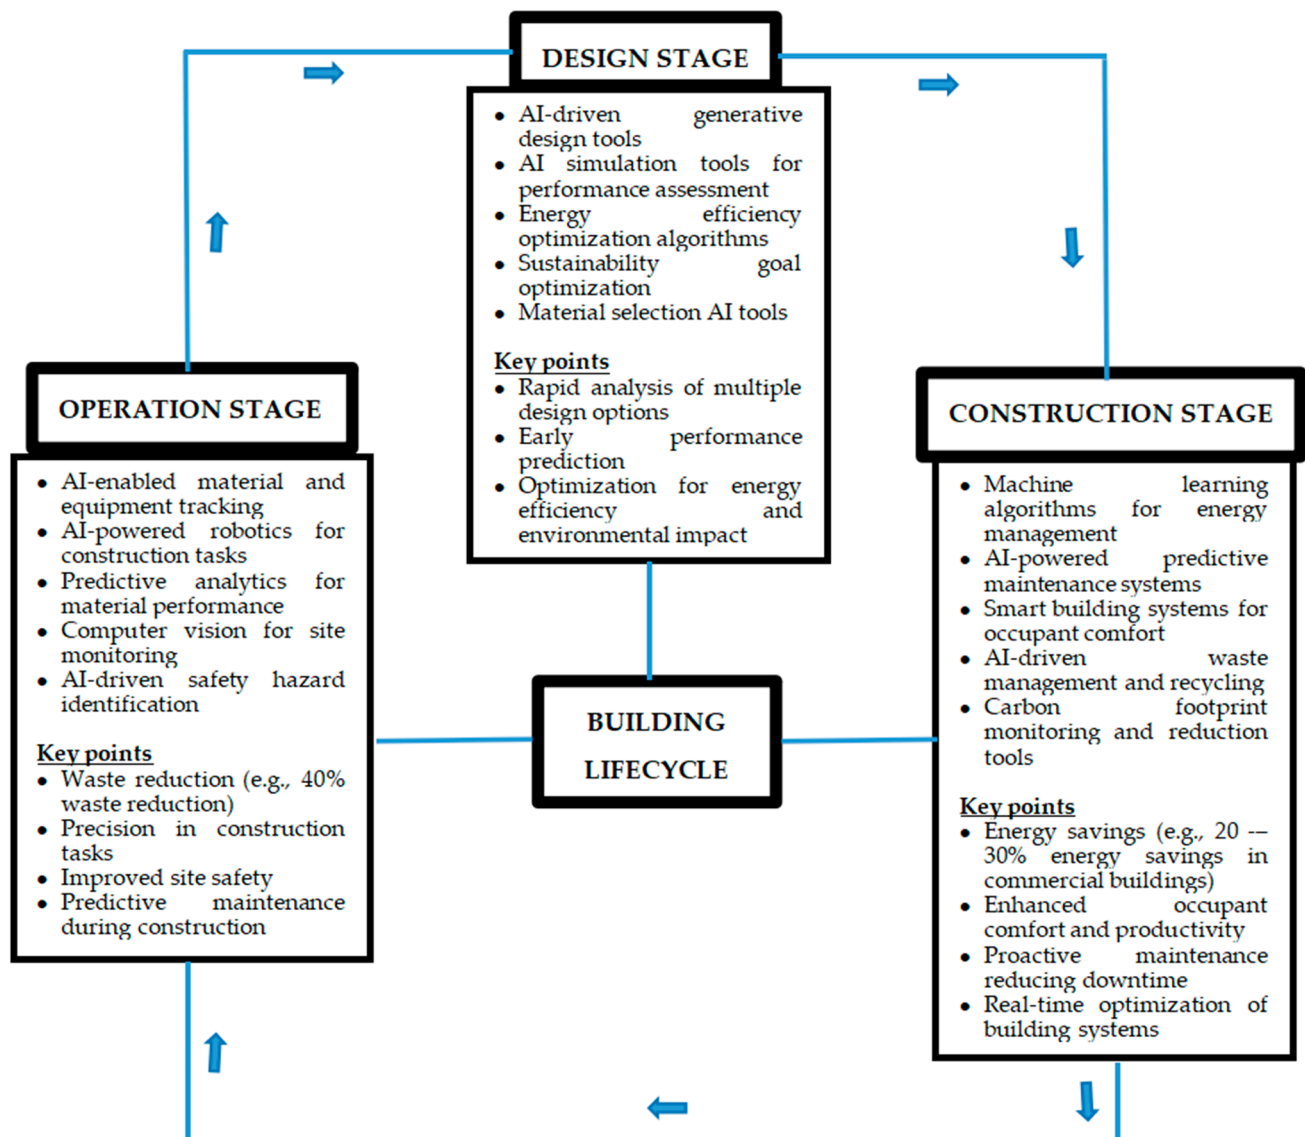 DESIGN STAGE
• AI-driven generative
design tools
• AI simulation tools for
performance assessment
• Energy efficiency
optimization algorithms
• Sustainability goal
optimization
• Material selection AI tools
Key points
• Rapid analysis of multiple
design options
• Early performance
prediction
• Optimization for energy
efficiency and
environmental impact
OPERATION STAGE
• AI-enabled material and
equipment tracking
• AI-powered robotics for
construction tasks
• Predictive analytics for
material performance
• Computer vision for site
monitoring
• AI-driven safety hazard
identification
Key points
• Waste reduction (e.g., 40%
waste reduction)
• Precision in construction
tasks
• Improved site safety
• Predictive maintenance
during construction
BUILDING
LIFECYCLE
CONSTRUCTION STAGE
• Machine learning
algorithms for energy
management
• AI-powered predictive
maintenance systems
• Smart building systems for
occupant comfort
• AI-driven waste
management and recycling
• Carbon footprint
monitoring and reduction
tools
Key points
• Energy savings (e.g., 20 –-
30% energy savings in
commercial buildings)
• Enhanced occupant
comfort and productivity
• Proactive maintenance
reducing downtime
• Real-time optimization of
building systems